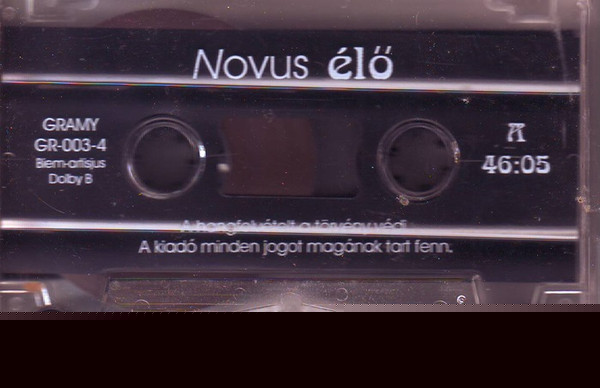 Novus élő
GRAMY
GR-003-4
Biem-artisjus
Dolby B
A
46:05
A hangfelvételt a törvény védi.
A kiadó minden jogot magának tart fenn.